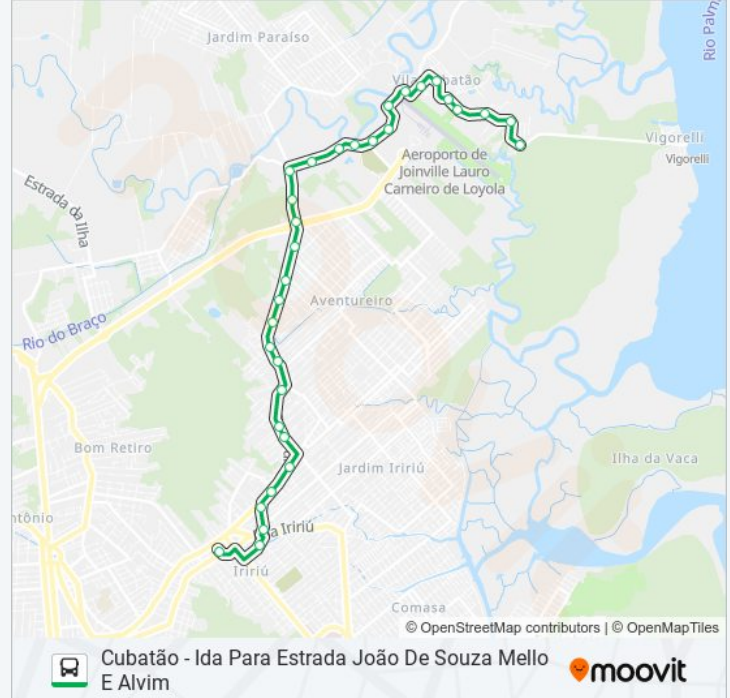 Jardim Paraíso
Rio Palm
Vila Cubatão
Vigorelli
Vigorelli
Aeroporto de
Joinville Lauro
Carneiro de Loyola
Estrada da Ilha
Aventureiro
Rio do Braço
Bom Retiro
Jardim Iririú
Ilha da Vaca
ntônio
Iririú
Iririú
Comasa
© OpenStreetMap contributors | © OpenMapTiles
Cubatão - Ida Para Estrada João De Souza Mello
E Alvim
moovit